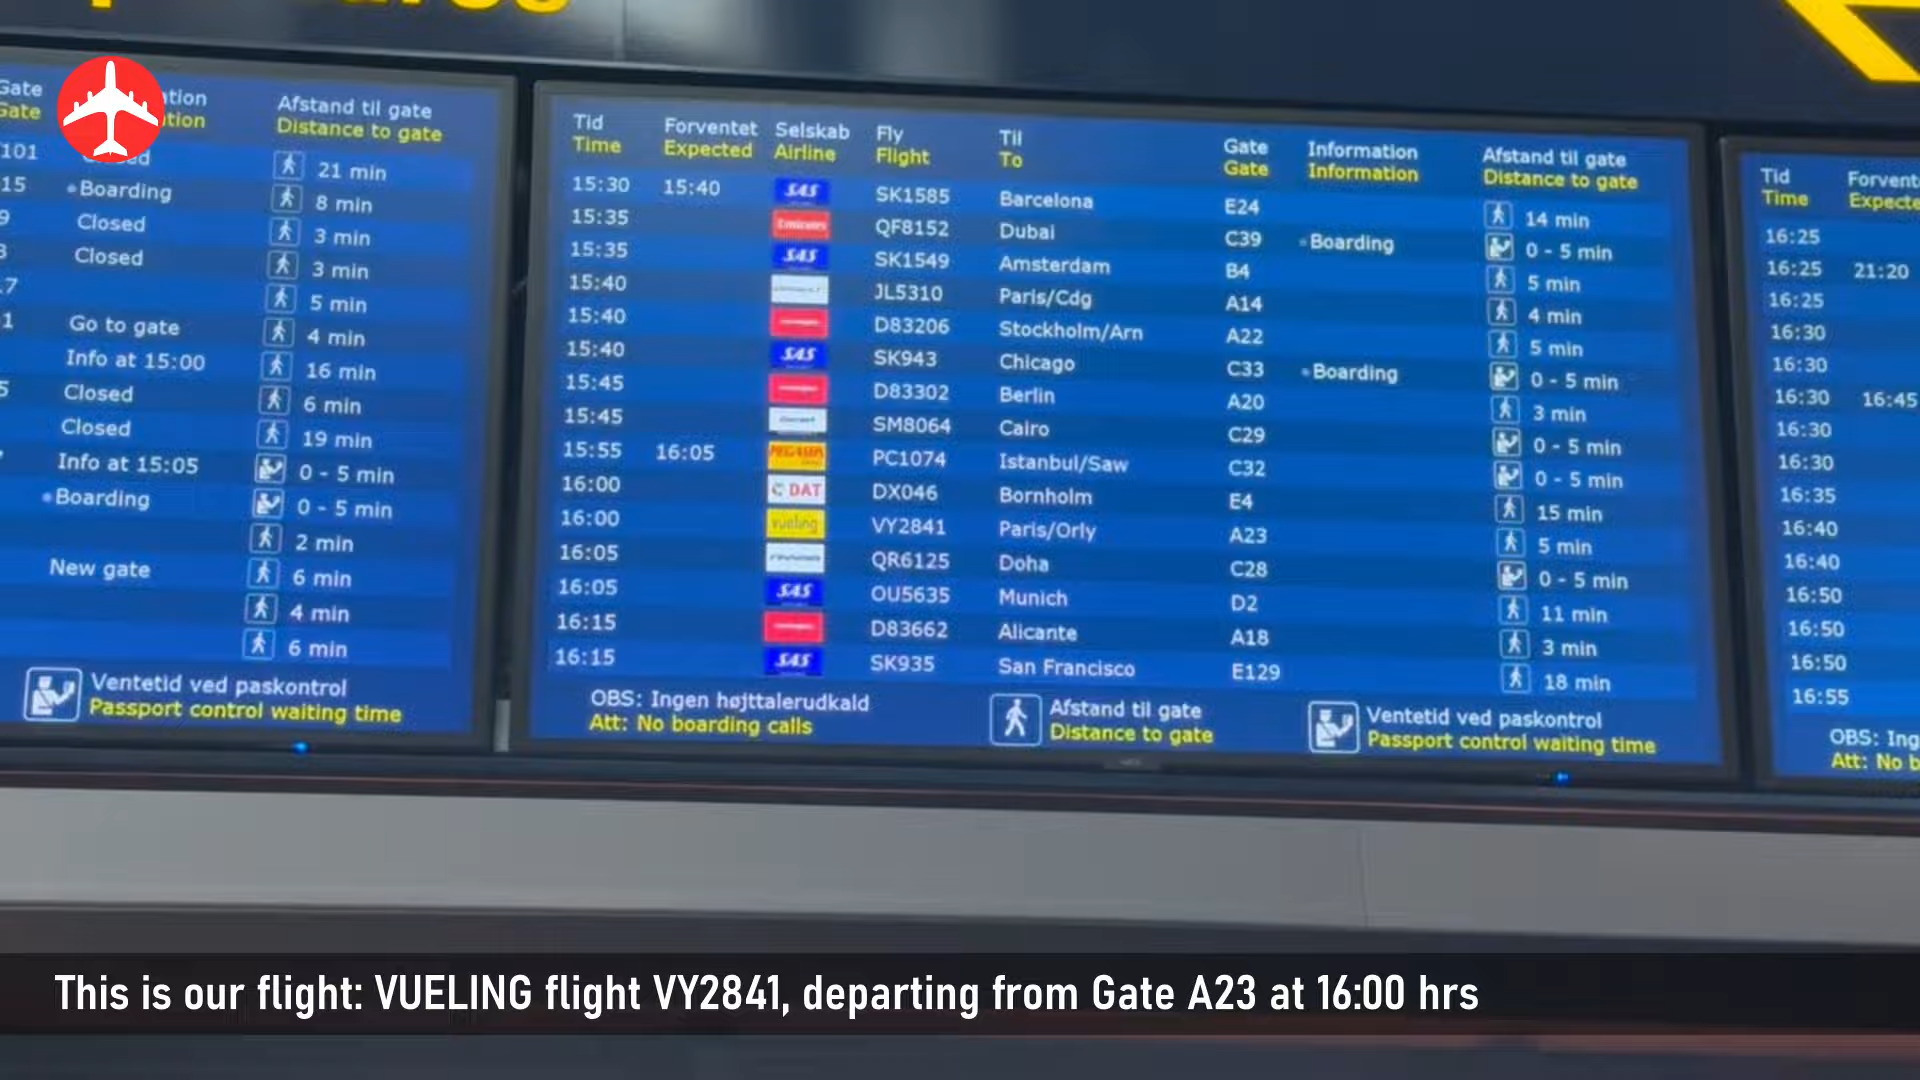 Gate
Gate
Afstand til gate
Distance to gate
101 21 min
15 Boarding 8 min
9 Closed 3 min
Closed 3 min
5 min
1 Go to gate 4 min
Info at 15:00 16 min
5 Closed 6 min
Closed 19 min
Info at 15:05 0 - 5 min
Boarding 0 - 5 min
2 min
New gate 6 min
4 min
6 min
Ventetid ved paskontrol
Passport control waiting time
Tid Forventet Selskab Fly Til Gate Information Afstand til gate
Time Expected Airline Flight To Gate Information Distance to gate
15:30 15:40 SAS SK1585 Barcelona E24 14 min
15:35 Emirates QF8152 Dubai C39 Boarding 0 - 5 min
15:35 SAS SK1549 Amsterdam B4 5 min
15:40 JL5310 Paris/Cdg A14 4 min
15:40 D83206 Stockholm/Arn A22 5 min
15:40 SAS SK943 Chicago C33 Boarding 0 - 5 min
15:45 D83302 Berlin A20 3 min
15:45 SM8064 Cairo C29 0 - 5 min
15:55 16:05 PEGASUS PC1074 Istanbul/Saw C32 0 - 5 min
16:00 DAT DX046 Bornholm E4 15 min
16:00 vueling VY2841 Paris/Orly A23 5 min
16:05 QR6125 Doha C28 0 - 5 min
16:05 SAS OU5635 Munich D2 11 min
16:15 D83662 Alicante A18 3 min
16:15 SAS SK935 San Francisco E129 18 min
OBS: Ingen højttalerudkald
Att: No boarding calls
Afstand til gate
Distance to gate
Ventetid ved paskontrol
Passport control waiting time
Tid Forvent
Time Expecte
16:25
16:25 21:20
16:25
16:30
16:30
16:30 16:45
16:30
16:30
16:35
16:40
16:40
16:50
16:50
16:50
16:55
OBS: Ing
Att: No b
This is our flight: VUELING flight VY2841, departing from Gate A23 at 16:00 hrs